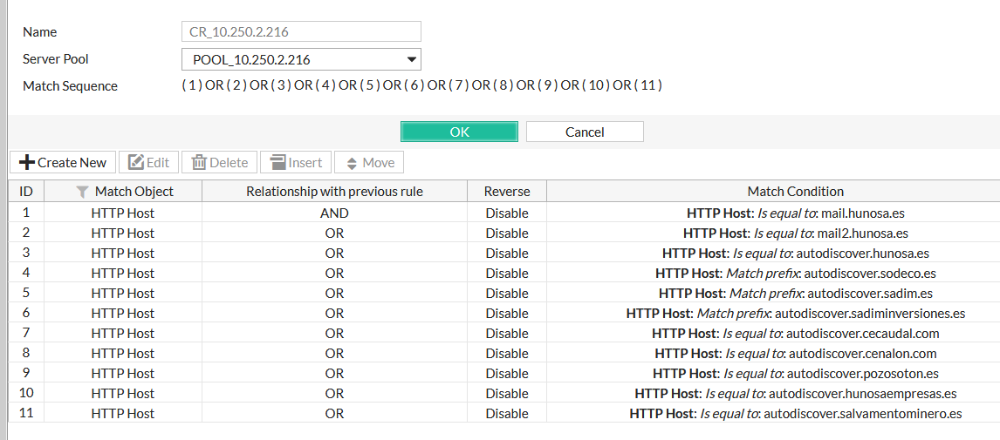 Name CR_10.250.2.216
Server Pool POOL_10.250.2.216
Match Sequence ( 1 ) OR ( 2 ) OR ( 3 ) OR ( 4 ) OR ( 5 ) OR ( 6 ) OR ( 7 ) OR ( 8 ) OR ( 9 ) OR ( 10 ) OR ( 11 )
OK Cancel
Create New Edit Delete Insert Move
ID Match Object Relationship with previous rule Reverse Match Condition
1 HTTP Host AND Disable HTTP Host: Is equal to: mail.hunosa.es
2 HTTP Host OR Disable HTTP Host: Is equal to: mail2.hunosa.es
3 HTTP Host OR Disable HTTP Host: Is equal to: autodiscover.hunosa.es
4 HTTP Host OR Disable HTTP Host: Match prefix: autodiscover.sodeco.es
5 HTTP Host OR Disable HTTP Host: Match prefix: autodiscover.sadim.es
6 HTTP Host OR Disable HTTP Host: Match prefix: autodiscover.sadiminversiones.es
7 HTTP Host OR Disable HTTP Host: Is equal to: autodiscover.cecaudal.com
8 HTTP Host OR Disable HTTP Host: Is equal to: autodiscover.cenalon.com
9 HTTP Host OR Disable HTTP Host: Is equal to: autodiscover.pozosoton.es
10 HTTP Host OR Disable HTTP Host: Is equal to: autodiscover.hunosaempresas.es
11 HTTP Host OR Disable HTTP Host: Is equal to: autodiscover.salvamentominero.es